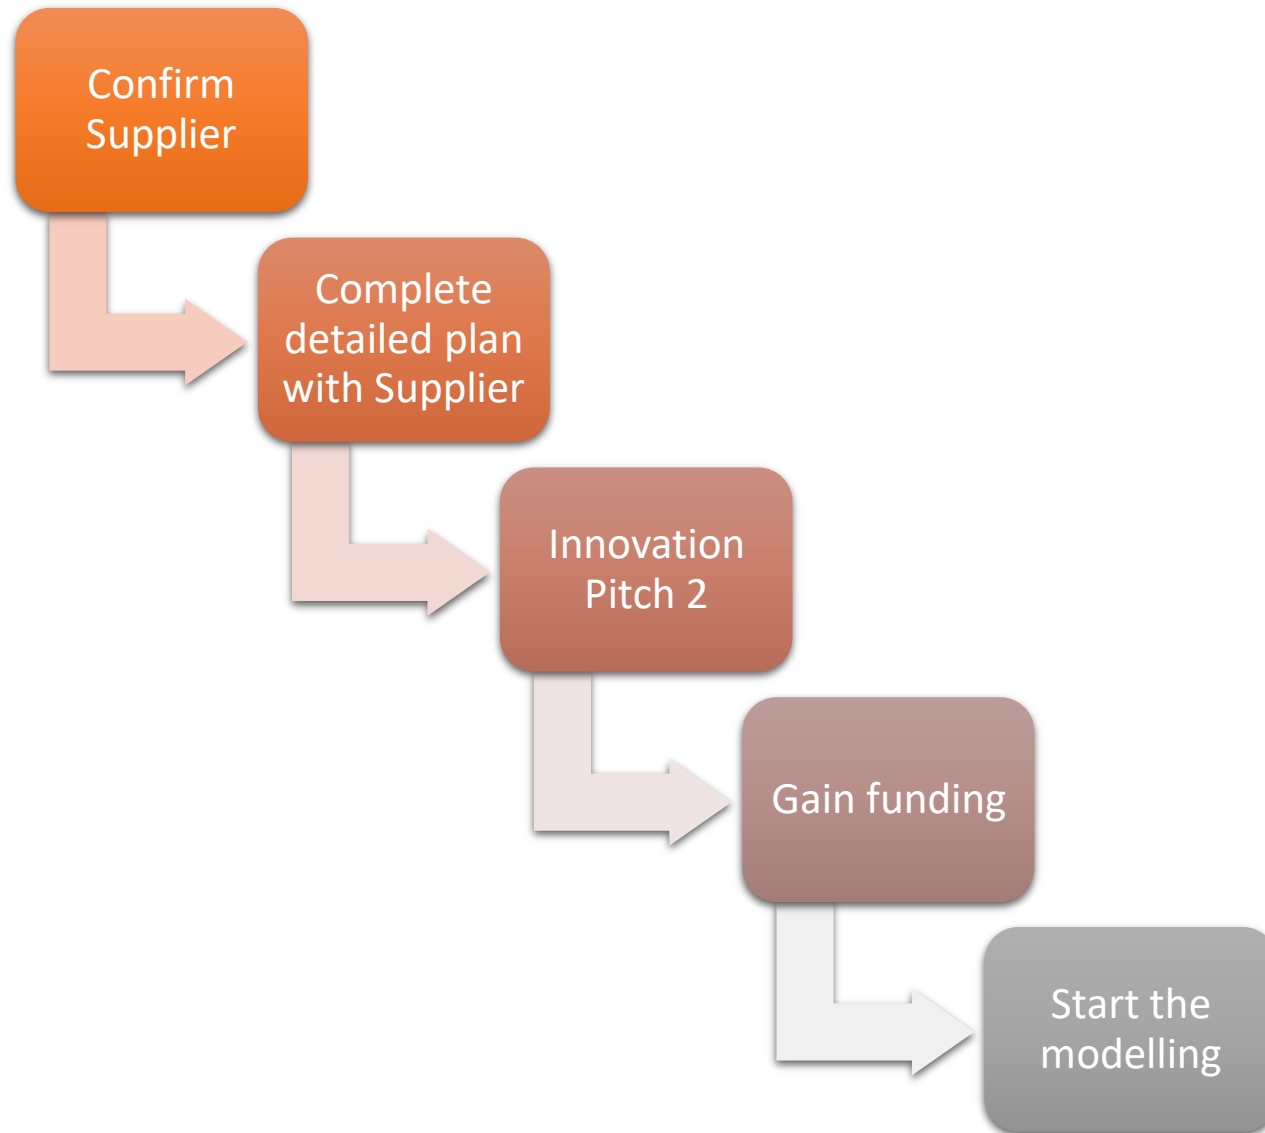 Confirm
Supplier
Complete
detailed plan
with Supplier
Innovation
Pitch 2
Gain funding
Start the
modelling